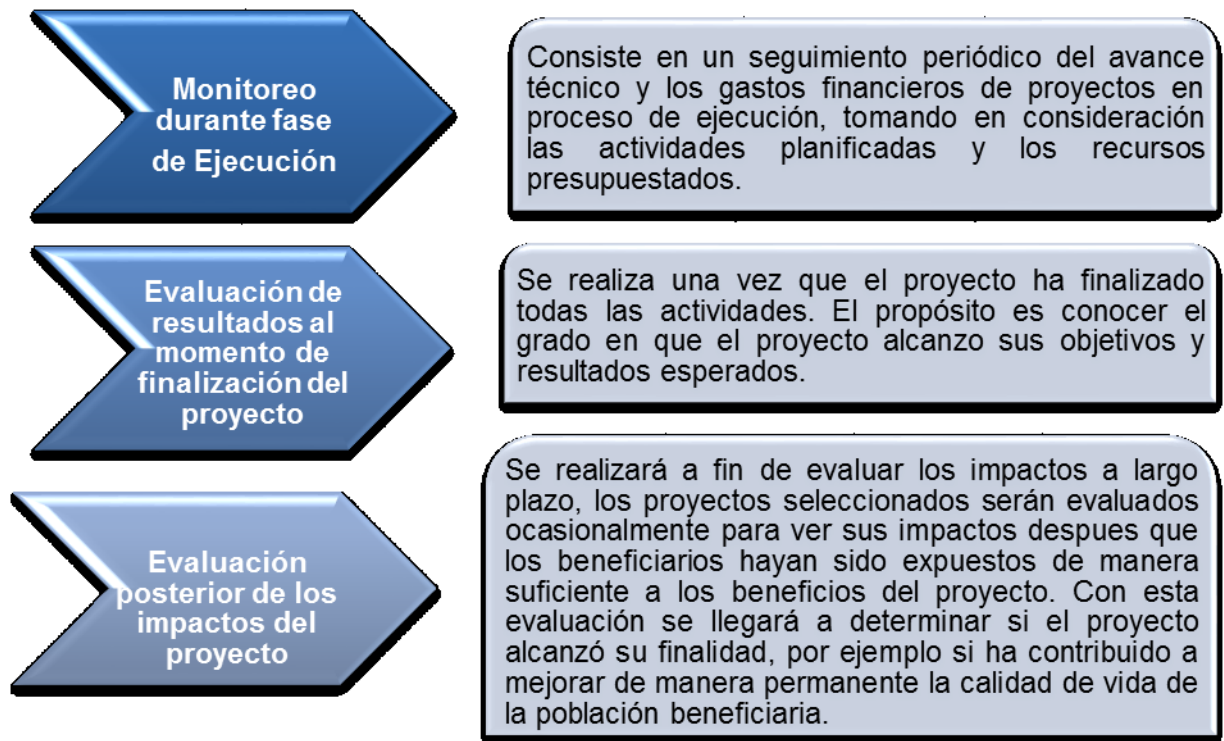 Monitoreo
durante fase
de Ejecución
Consiste en un seguimiento periódico del avance
técnico y los gastos financieros de proyectos en
proceso de ejecución, tomando en consideración
las actividades planificadas y los recursos
presupuestados.
Evaluación de
resultados al
momento de
finalización del
proyecto
Se realiza una vez que el proyecto ha finalizado
todas las actividades. El propósito es conocer el
grado en que el proyecto alcanzo sus objetivos y
resultados esperados.
Evaluación
posterior de los
impactos del
proyecto
Se realizará a fin de evaluar los impactos a largo
plazo, los proyectos seleccionados serán evaluados
ocasionalmente para ver sus impactos despues que
los beneficiarios hayan sido expuestos de manera
suficiente a los beneficios del proyecto. Con esta
evaluación se llegará a determinar si el proyecto
alcanzó su finalidad, por ejemplo si ha contribuido a
mejorar de manera permanente la calidad de vida de
la población beneficiaria.